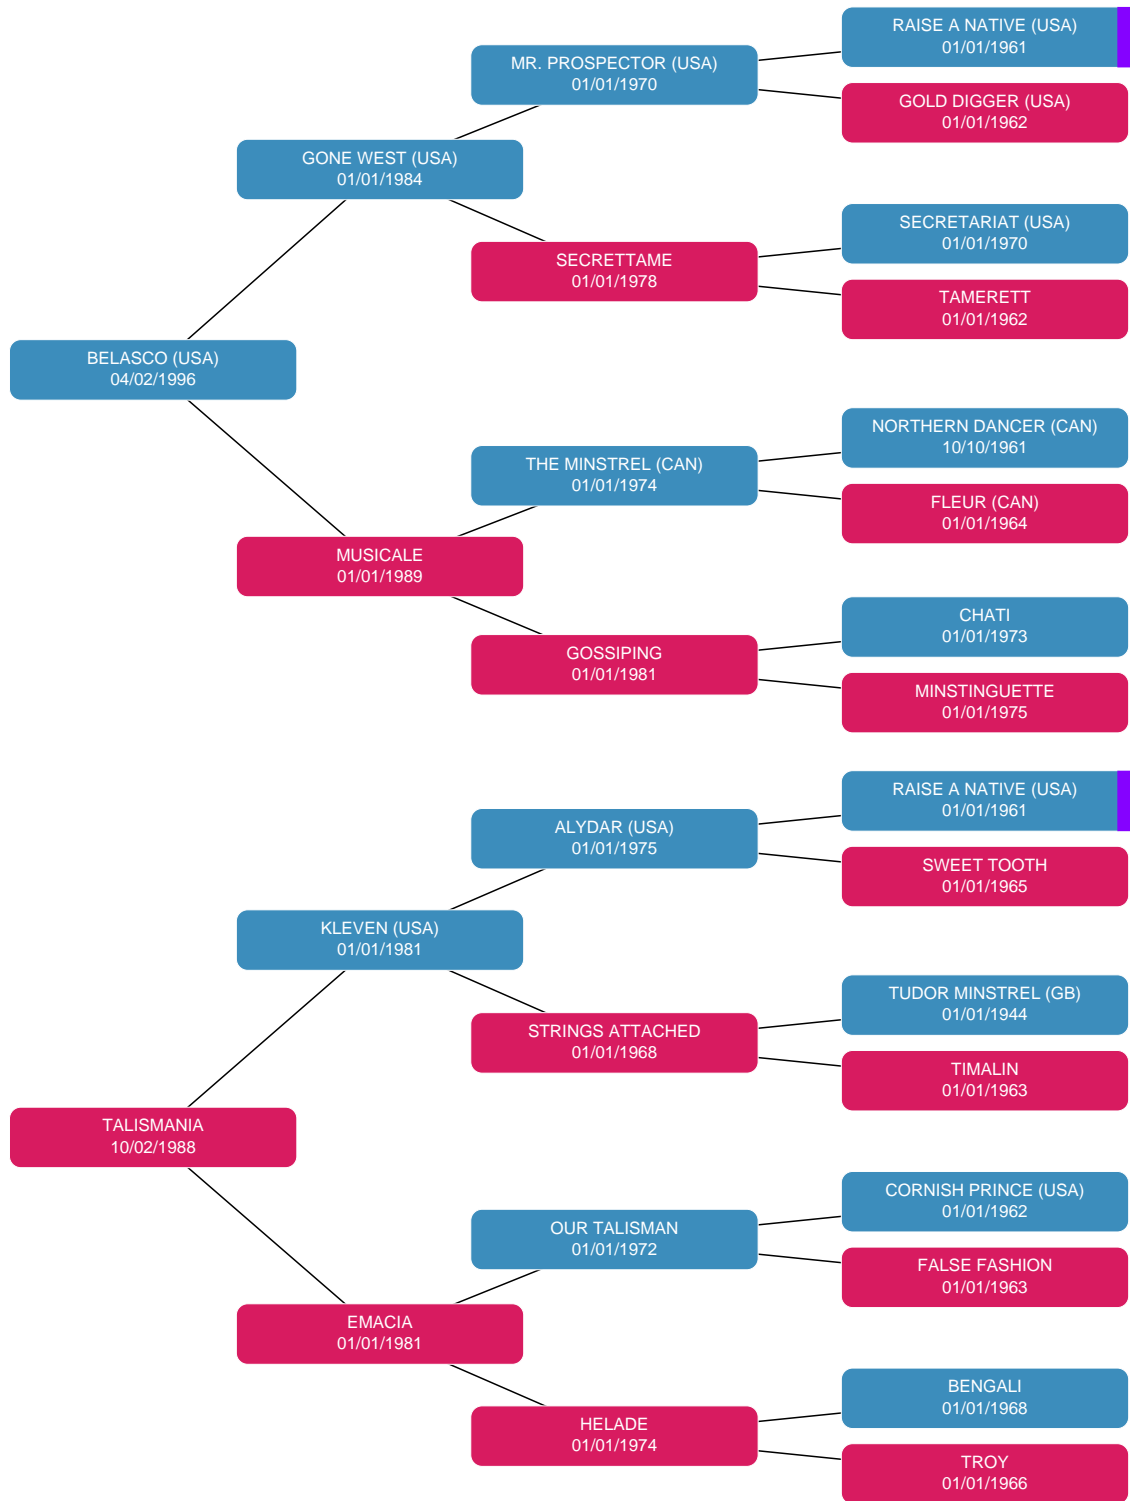 RAISE A NATIVE (USA)
01/01/1961
MR. PROSPECTOR (USA)
01/01/1970
GOLD DIGGER (USA)
01/01/1962
GONE WEST (USA)
01/01/1984
SECRETARIAT (USA)
01/01/1970
SECRETTAME
01/01/1978
TAMERETT
01/01/1962
BELASCO (USA)
04/02/1996
NORTHERN DANCER (CAN)
10/10/1961
THE MINSTREL (CAN)
01/01/1974
FLEUR (CAN)
01/01/1964
MUSICALE
01/01/1989
CHATI
01/01/1973
GOSSIPING
01/01/1981
MINSTINGUETTE
01/01/1975
RAISE A NATIVE (USA)
01/01/1961
ALYDAR (USA)
01/01/1975
SWEET TOOTH
01/01/1965
KLEVEN (USA)
01/01/1981
TUDOR MINSTREL (GB)
01/01/1944
STRINGS ATTACHED
01/01/1968
TIMALIN
01/01/1963
TALISMANIA
10/02/1988
CORNISH PRINCE (USA)
01/01/1962
OUR TALISMAN
01/01/1972
FALSE FASHION
01/01/1963
EMACIA
01/01/1981
BENGALI
01/01/1968
HELADE
01/01/1974
TROY
01/01/1966